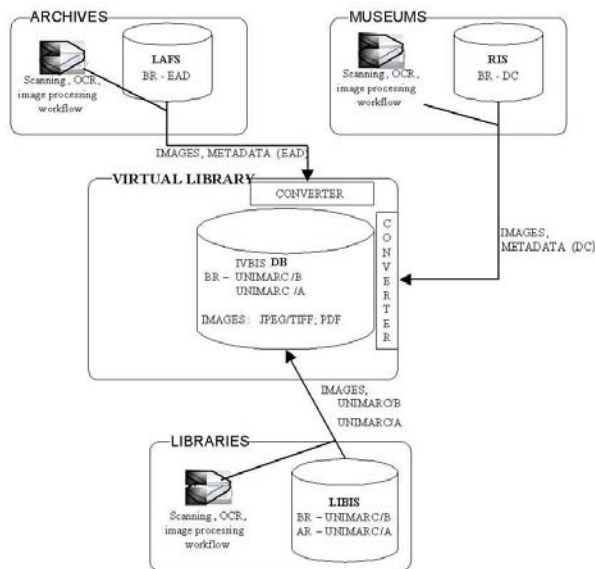 ARCHIVES
LAFS
BR - EAD
Scanning , OCR,
image processing
workflow
MUSEUMS
RIS
BR - DC
Scanning , OCR,
image processing
workflow
IMAGES, METADATA (EAD)
VIRTUAL LIBRARY
CONVERTER
CONVERTER
IMAGES,
METADATA (DC)
IVBIS DB
BR – UNIMARC/B
UNIMARC /A
IMAGES: JPEG/TIFF; PDF
IMAGES,
UNIMARC/B
UNIMARC/A
LIBRARIES
Scanning , OCR,
image processing
workflow
LIBIS
BR – UNIMARC/B
AR – UNIMARC/A